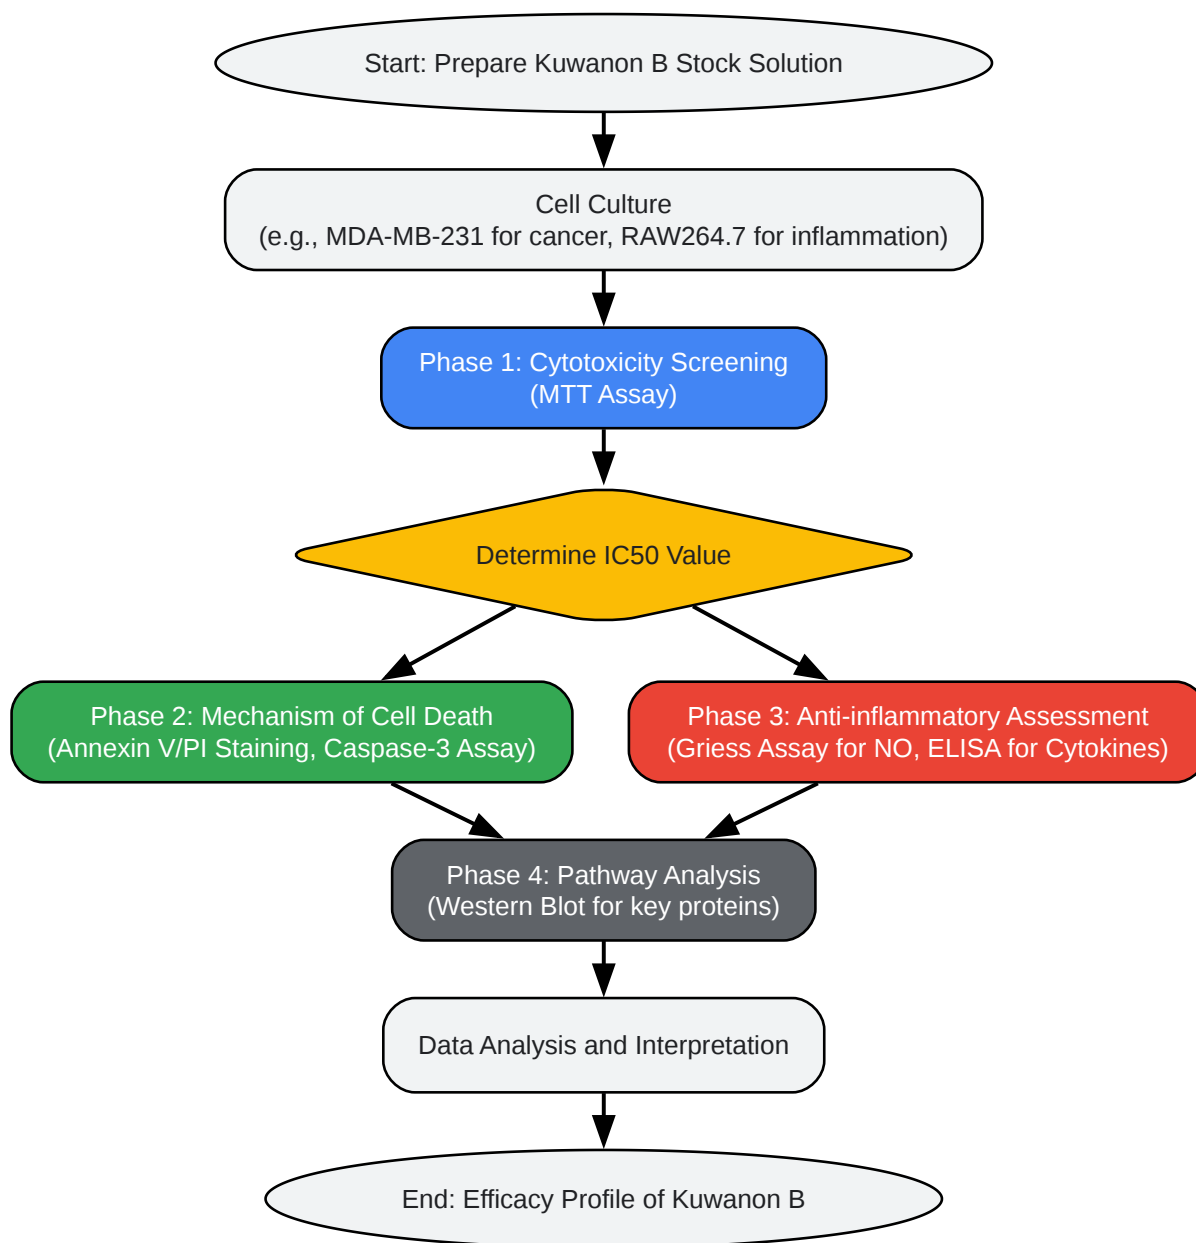 Start: Prepare Kuwanon B Stock Solution
Cell Culture
(e.g., MDA-MB-231 for cancer, RAW264.7 for inflammation)
Phase 1: Cytotoxicity Screening
(MTT Assay)
Determine IC50 Value
Phase 2: Mechanism of Cell Death
(Annexin V/PI Staining, Caspase-3 Assay)
Phase 3: Anti-inflammatory Assessment
(Griess Assay for NO, ELISA for Cytokines)
Phase 4: Pathway Analysis
(Western Blot for key proteins)
Data Analysis and Interpretation
End: Efficacy Profile of Kuwanon B